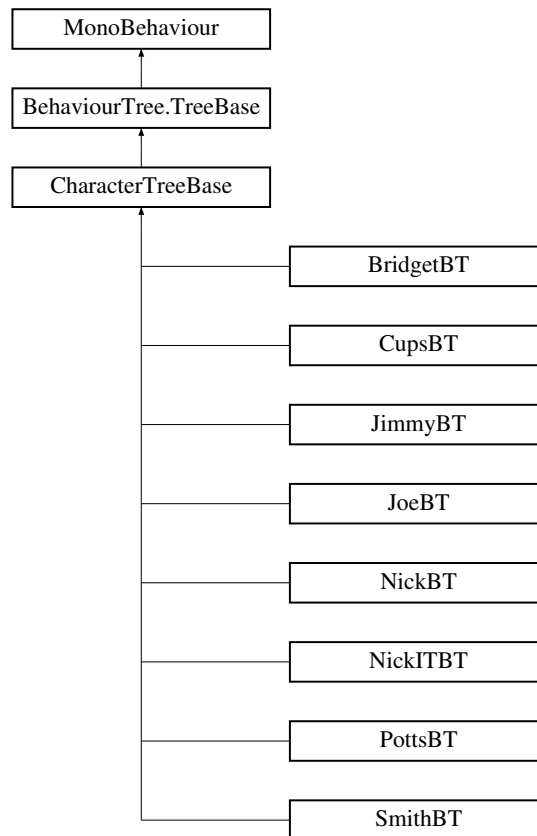 MonoBehaviour
BehaviourTree.TreeBase
CharacterTreeBase
BridgetBT
CupsBT
JimmyBT
JoeBT
NickBT
NickITBT
PottsBT
SmithBT